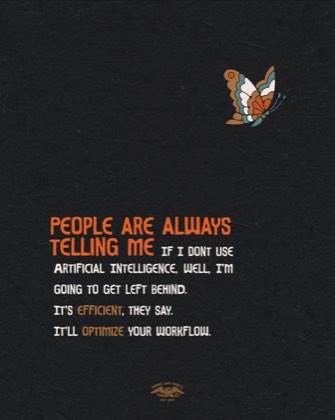 PEOPLE ARE ALWAYS
TELLING ME IF I DONT USE
ARTIFICIAL INTELLIGENCE, WELL, I'M
GOING TO GET LEFT BEHIND.
IT'S EFFICIENT, THEY SAY.
IT'LL OPTIMIZE YOUR WORKFLOW.